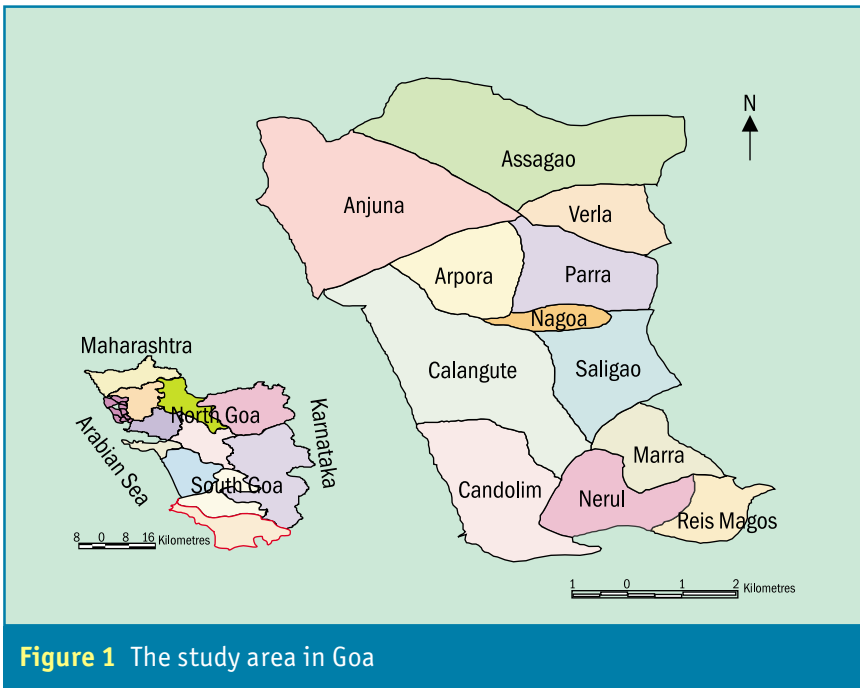 N
Assagao
Anjuna
Verla
Arpora
Parra
Nagoa
Calangute
Saligao
Marra
Candolim
Nerul
Reis Magos
1 0 1 2 Kilometres
Maharashtra
North Goa
Karnataka
Arabian Sea
South Goa
8 0 8 16 Kilometres
Figure 1 The study area in Goa